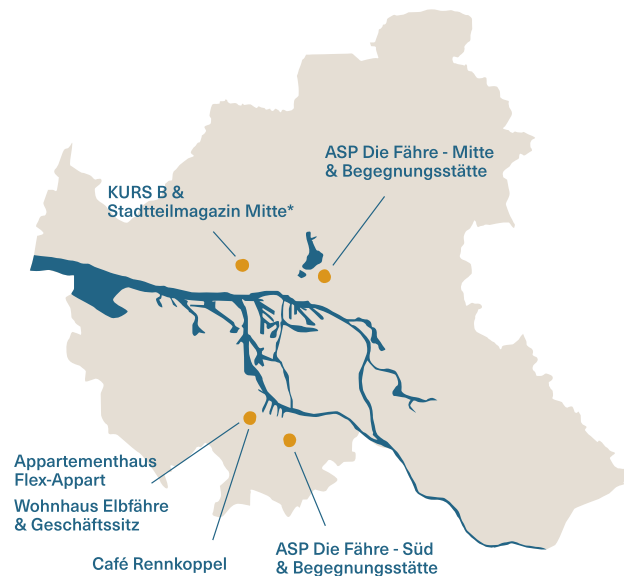 ASP Die Fähre - Mitte
& Begegnungsstätte
KURS B &
Stadtteilmagazin Mitte*
Appartementhaus
Flex-Appart
Wohnhaus Elbfähre
& Geschäftssitz
Café Rennkoppel
ASP Die Fähre - Süd
& Begegnungsstätte